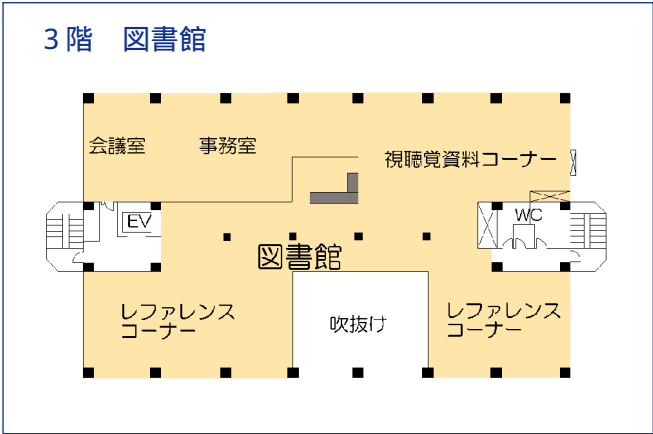 3階　図書館
会議室
事務室
視聴覚資料コーナー
EV
WC
図書館
レファレンス
コーナー
吹抜け
レファレンス
コーナー